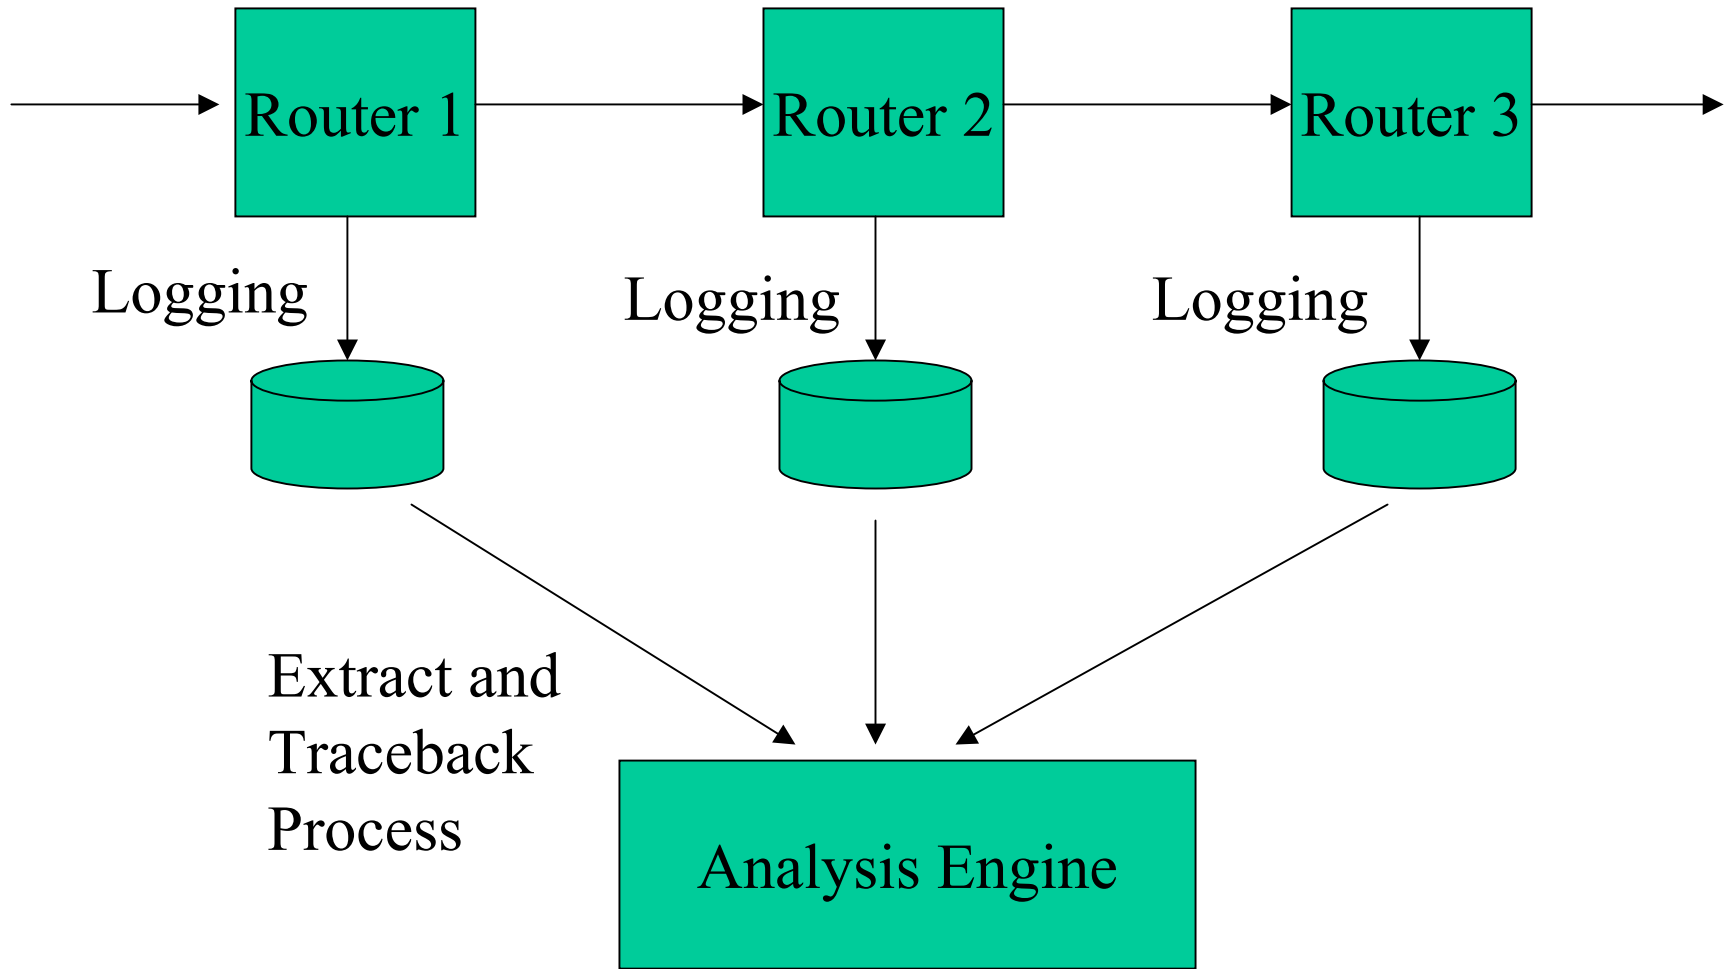 Router 1
Router 2
Router 3
Logging
Logging
Logging
Extract and
Traceback
Process
Analysis Engine